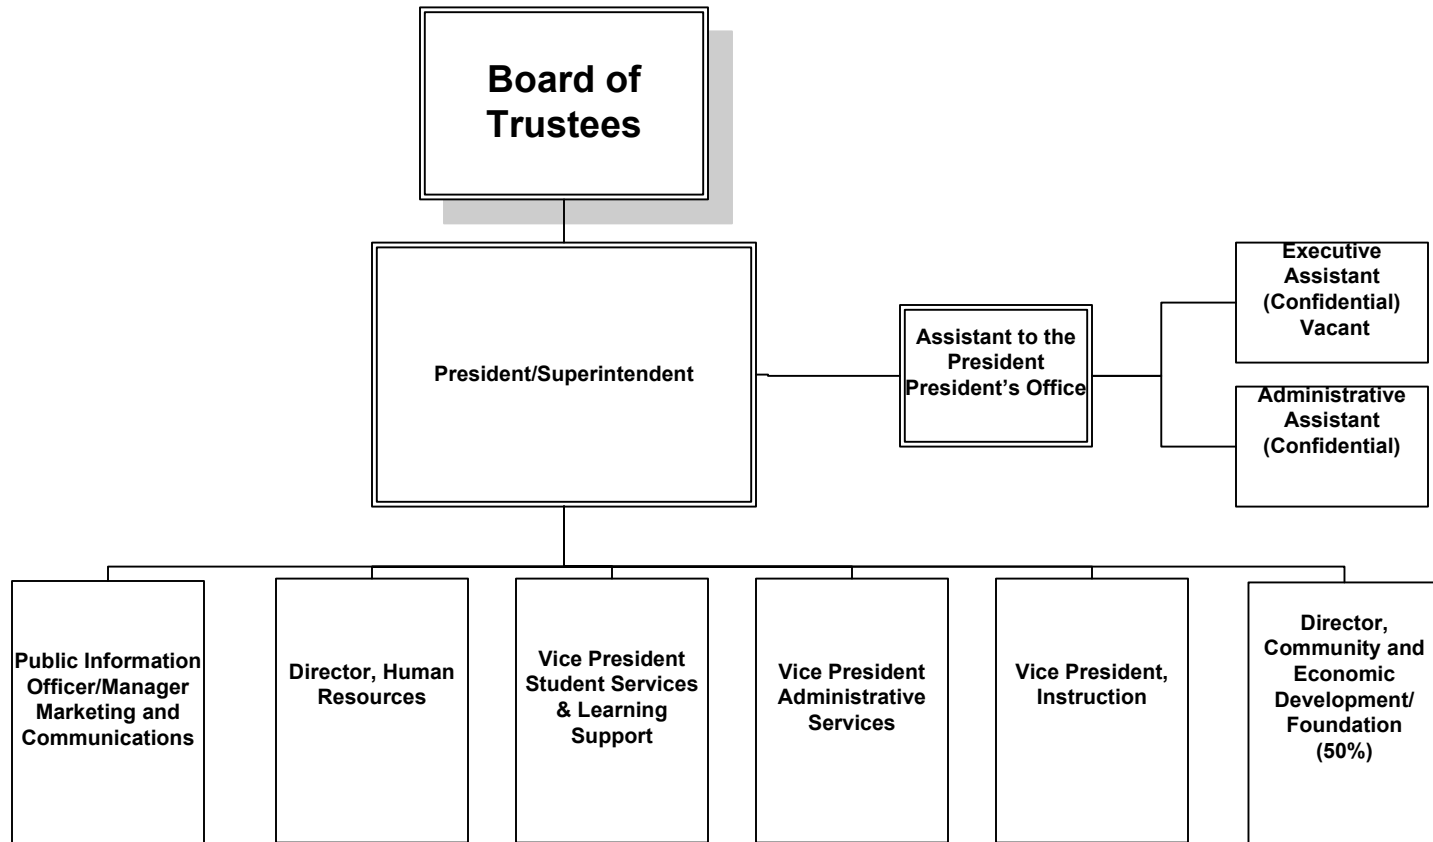 Board of
Trustees
President/Superintendent
Assistant to the
President
President’s Office
Executive
Assistant
(Confidential)
Vacant
Administrative
Assistant
(Confidential)
Public Information
Officer/Manager
Marketing and
Communications
Director, Human
Resources
Vice President
Student Services
& Learning
Support
Vice President
Administrative
Services
Vice President,
Instruction
Director,
Community and
Economic
Development/
Foundation
(50%)